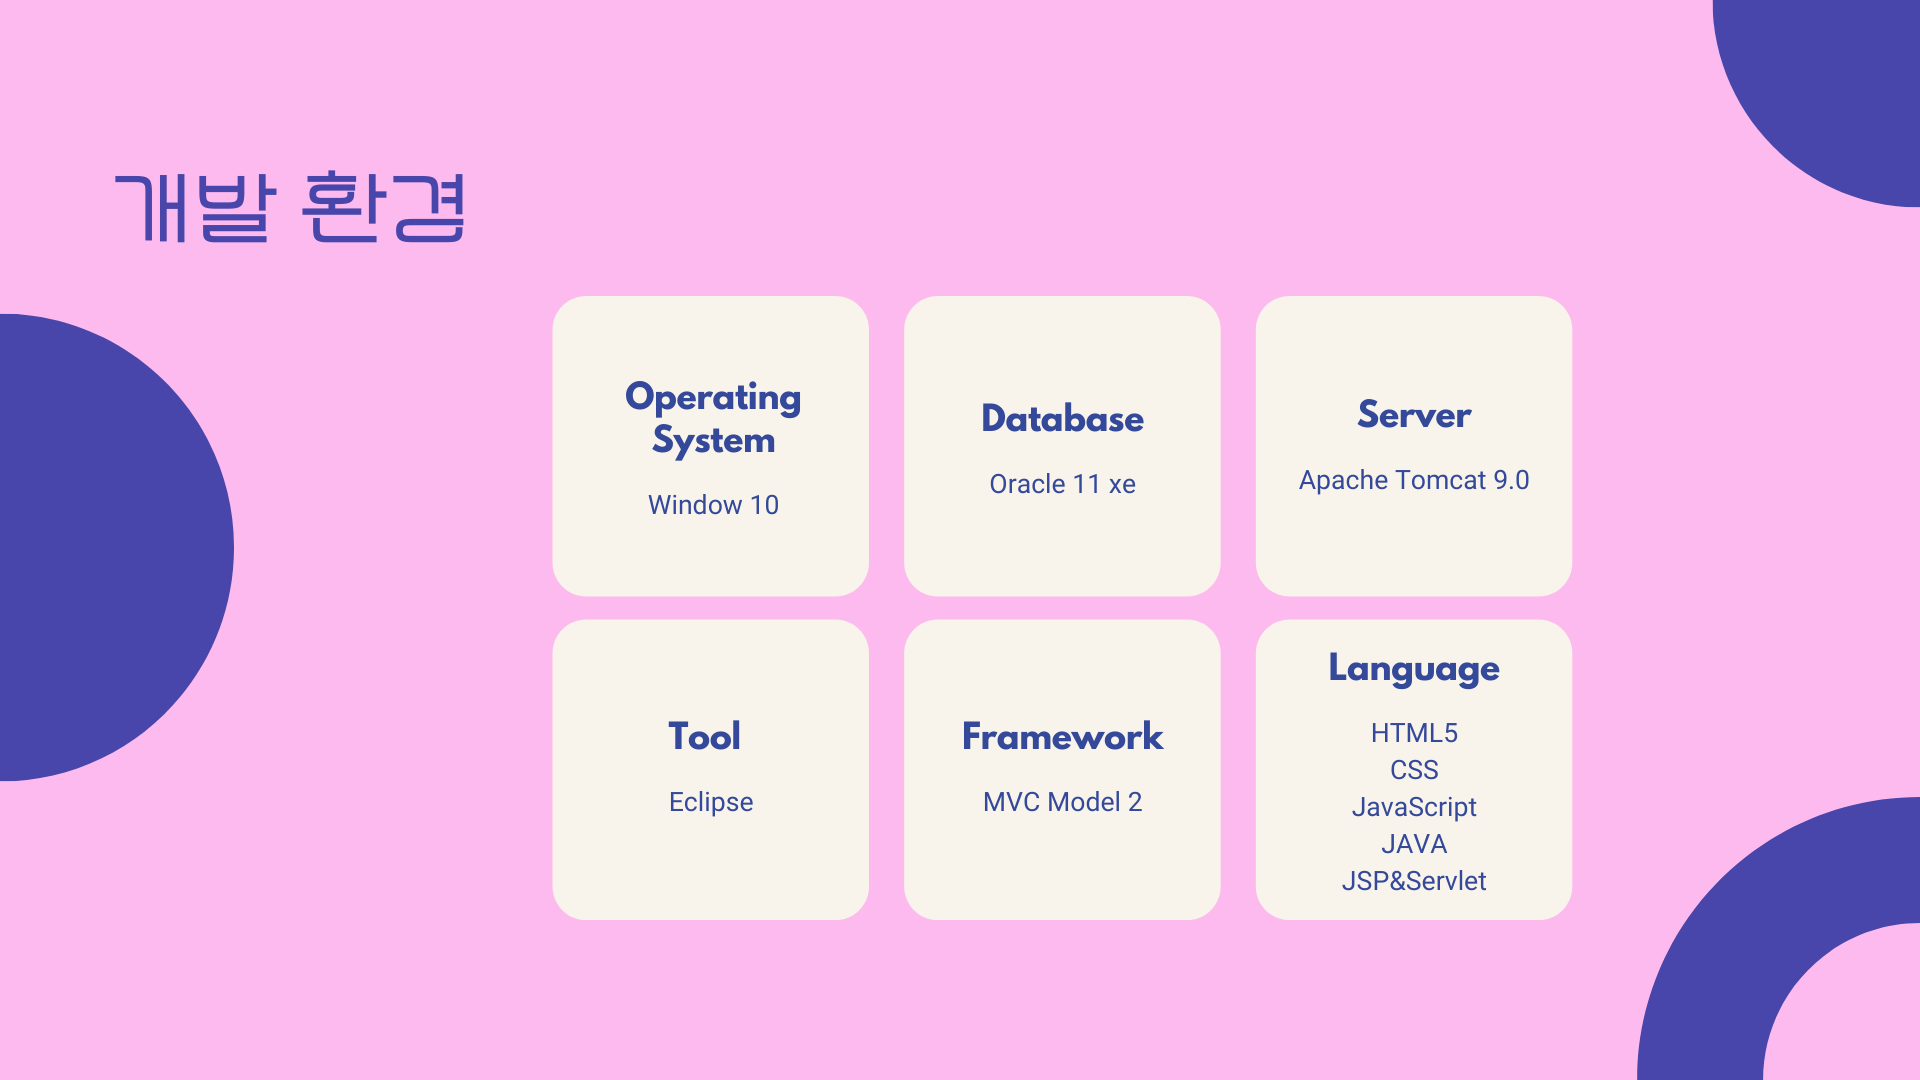 개발 환경
Operating
System
Window 10
Database
Oracle 11 xe
Server
Apache Tomcat 9.0
Tool
Eclipse
Framework
MVC Model 2
Language
HTML5
CSS
JavaScript
JAVA
JSP&Servlet